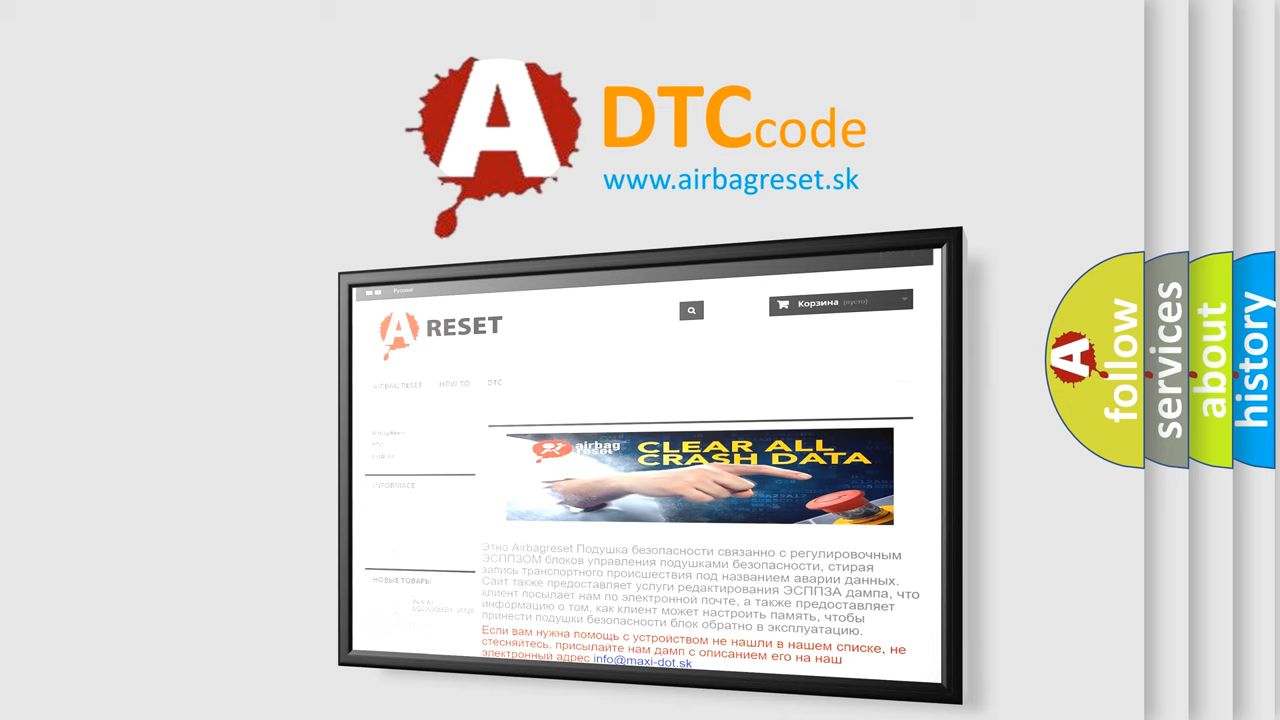 A DTCcode
www.airbagreset.sk
Русский
A RESET
Корзина (пусто)
AIRBAG RESET HOW TO DTC
INFORMACE
airbag
reset
CLEAR ALL
CRASH DATA
Этно Airbagreset Подушка безопасности связанно с регулировочным
ЭСППЗОМ блоков управления подушками безопасности, стирая
запись транспортного происшествия под названием аварии данных.
Сайт также предоставляет услуги редактирования ЭСППЗА дампа, что
клиент посылает нам по электронной почте, а также предоставляет
информацию о том, как клиент может настроить память, чтобы
принести подушки безопасности блок обратно в эксплуатацию.
Если вам нужна помощь с устройством не нашли в нашем списке, не
стесняйтесь, присылайте нам дамп с описанием его на наш
электронный адрес info@maxi-dot.sk
НОВЫЕ ТОВАРЫ
A
follow
services
about
history